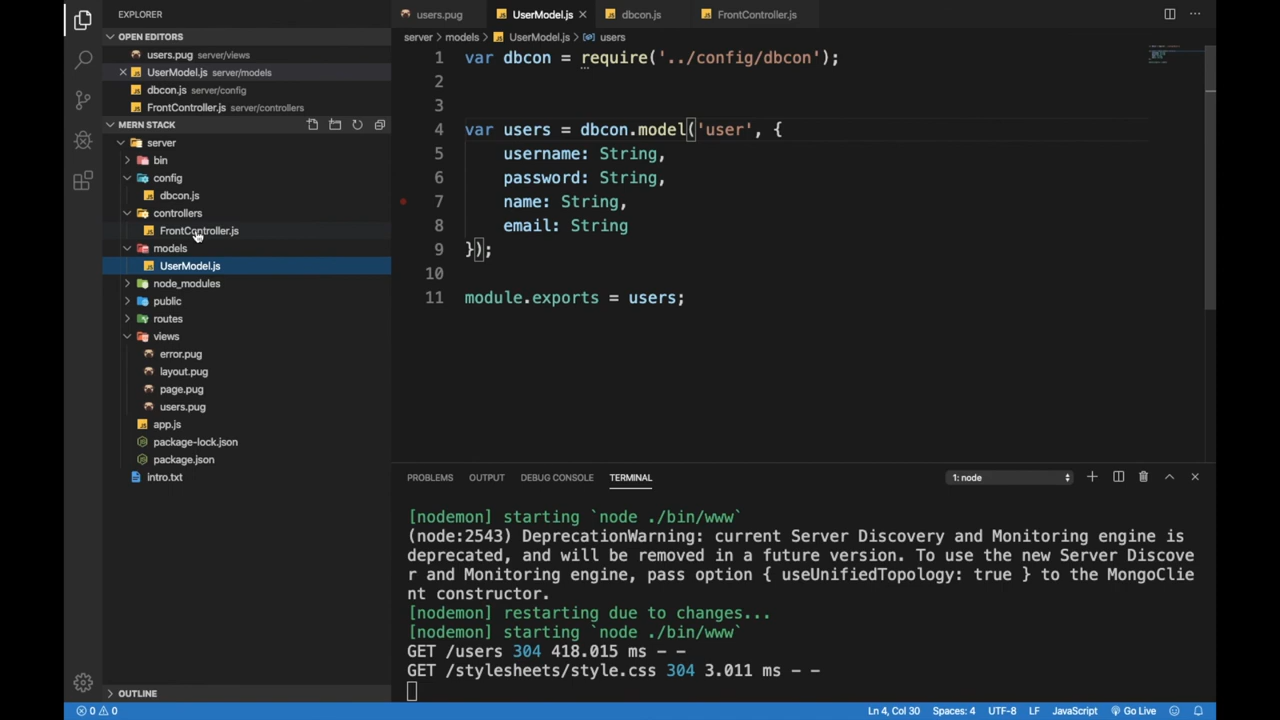 EXPLORER
OPEN EDITORS
users.pug server/views
UserModel.js server/models
dbcon.js server/config
FrontController.js server/controllers
MERN STACK
server
bin
config
dbcon.js
controllers
FrontController.js
models
UserModel.js
node_modules
public
routes
views
error.pug
layout.pug
page.pug
users.pug
app.js
package-lock.json
package.json
intro.txt
OUTLINE
users.pug UserModel.js dbcon.js FrontController.js
server > models > UserModel.js > users
1 var dbcon = require('../config/dbcon');
2
3
4 var users = dbcon.model('user', {
5 username: String,
6 password: String,
7 name: String,
8 email: String
9 });
10
11 module.exports = users;
PROBLEMS OUTPUT DEBUG CONSOLE TERMINAL 1: node
[nodemon] starting `node ./bin/www`
(node:2543) DeprecationWarning: current Server Discovery and Monitoring engine is
deprecated, and will be removed in a future version. To use the new Server Discove
r and Monitoring engine, pass option { useUnifiedTopology: true } to the MongoClie
nt constructor.
[nodemon] restarting due to changes...
[nodemon] starting `node ./bin/www`
GET /users 304 418.015 ms - -
GET /stylesheets/style.css 304 3.011 ms - -
0 0 Ln 4, Col 30 Spaces: 4 UTF-8 LF JavaScript Go Live